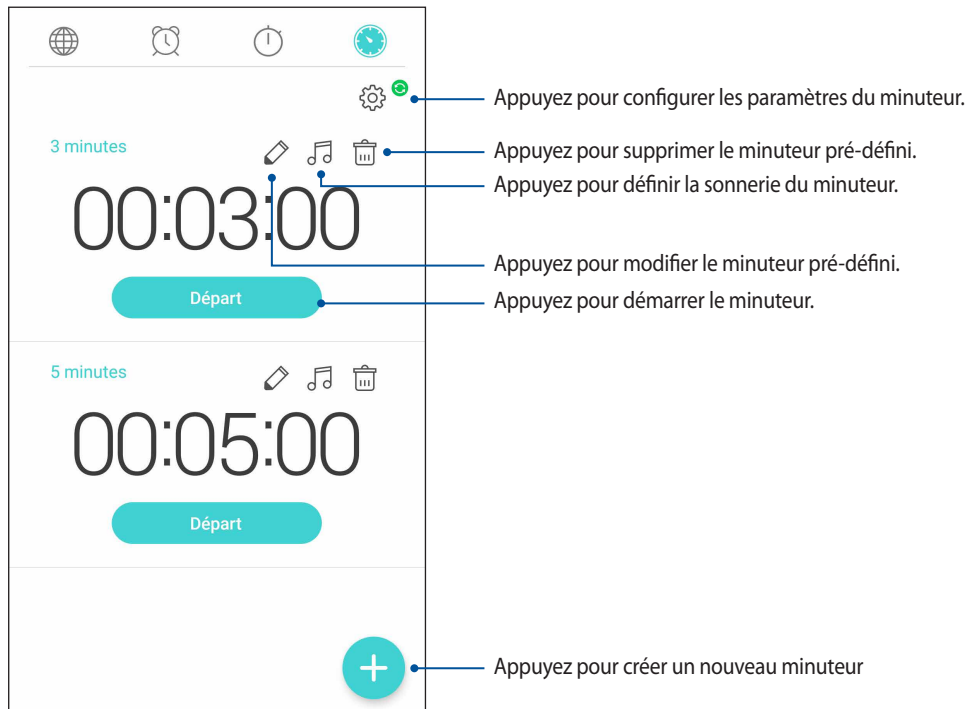 Appuyez pour configurer les paramètres du minuteur.
3 minutes
Appuyez pour supprimer le minuteur pré-défini.
Appuyez pour définir la sonnerie du minuteur.
00:03:00
Appuyez pour modifier le minuteur pré-défini.
Départ
Appuyez pour démarrer le minuteur.
5 minutes
00:05:00
Départ
Appuyez pour créer un nouveau minuteur